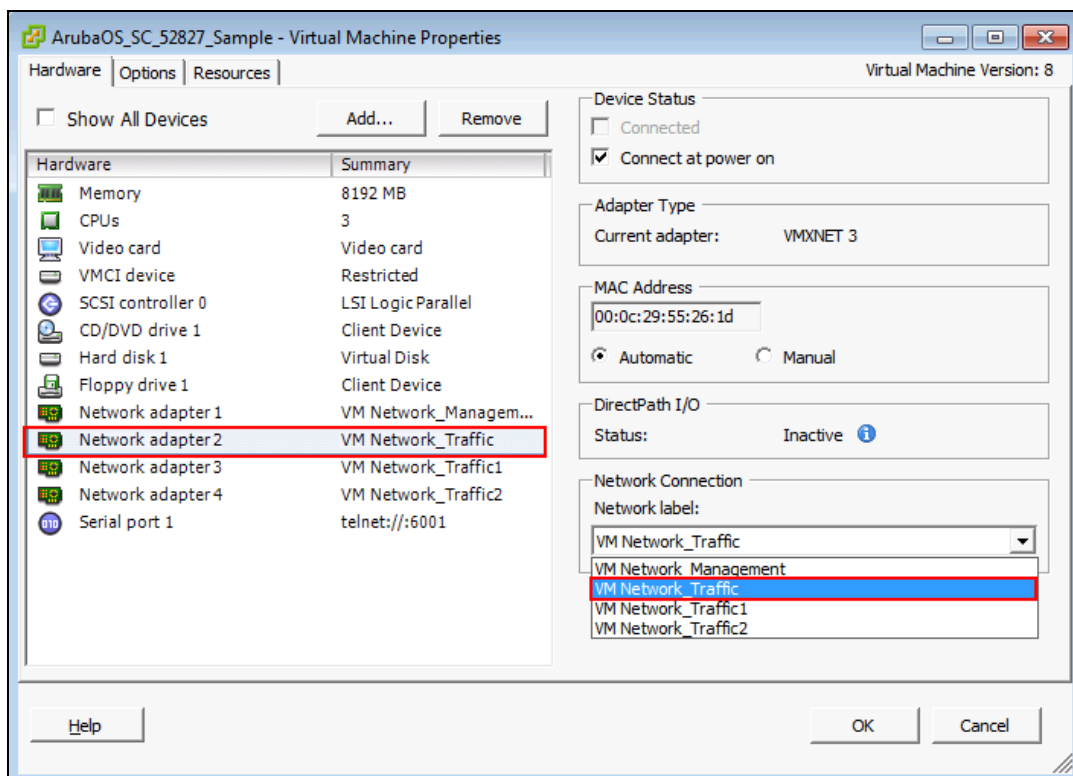 ArubaOS_SC_52827_Sample - Virtual Machine Properties
Hardware Options Resources Virtual Machine Version: 8
Show All Devices Add... Remove
Hardware Summary
Memory 8192 MB
CPUs 3
Video card Video card
VMCI device Restricted
SCSI controller 0 LSI Logic Parallel
CD/DVD drive 1 Client Device
Hard disk 1 Virtual Disk
Floppy drive 1 Client Device
Network adapter 1 VM Network_Managem...
Network adapter 2 VM Network_Traffic
Network adapter 3 VM Network_Traffic1
Network adapter 4 VM Network_Traffic2
Serial port 1 telnet://:6001
Device Status
Connected
Connect at power on
Adapter Type
Current adapter: VMXNET 3
MAC Address
00:0c:29:55:26:1d
Automatic Manual
DirectPath I/O
Status: Inactive
Network Connection
Network label:
VM Network_Traffic
VM Network_Management
VM Network_Traffic
VM Network_Traffic1
VM Network_Traffic2
Help OK Cancel